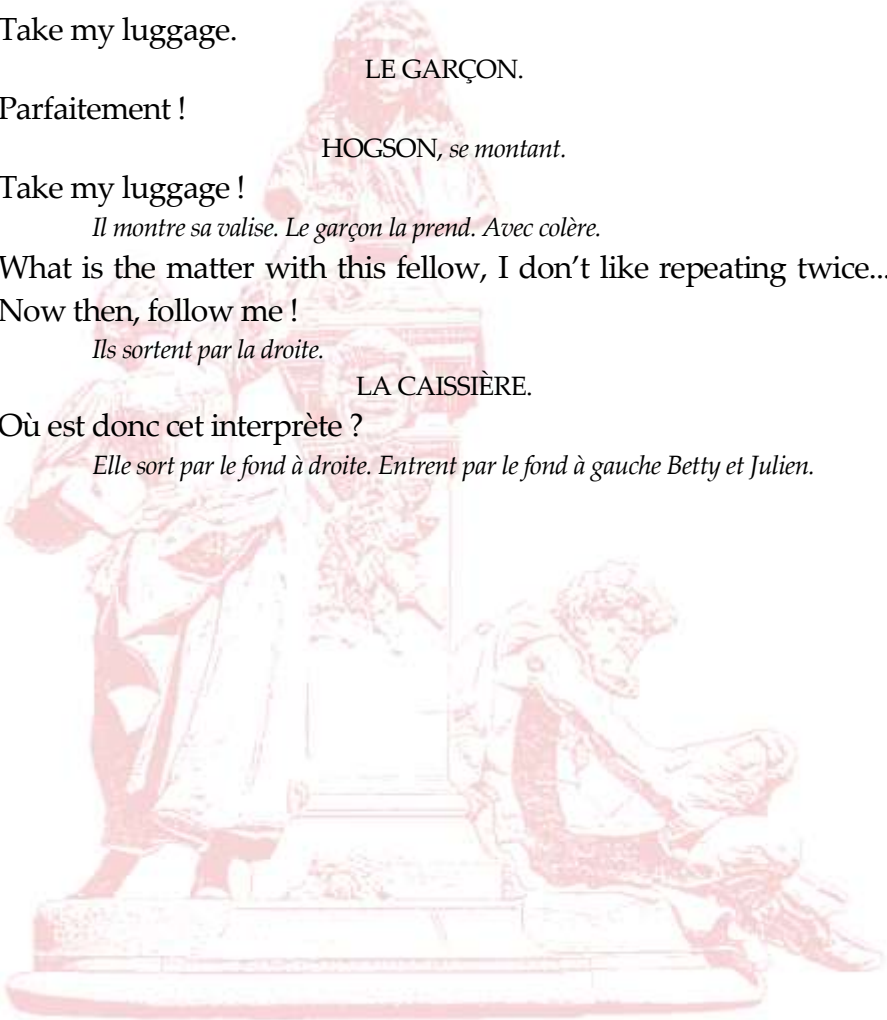 Take my luggage.
LE GARÇON.
Parfaitement !
HOGSON, se montant.
Take my luggage !
Il montre sa valise. Le garçon la prend. Avec colère.
What is the matter with this fellow, I don’t like repeating twice...
Now then, follow me !
Ils sortent par la droite.
LA CAISSIÈRE.
Où est donc cet interprète ?
Elle sort par le fond à droite. Entrent par le fond à gauche Betty et Julien.